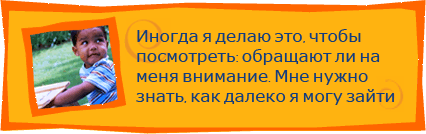 Иногда я делаю это, чтобы
посмотреть: обращают ли на
меня внимание. Мне нужно
знать, как далеко я могу зайти